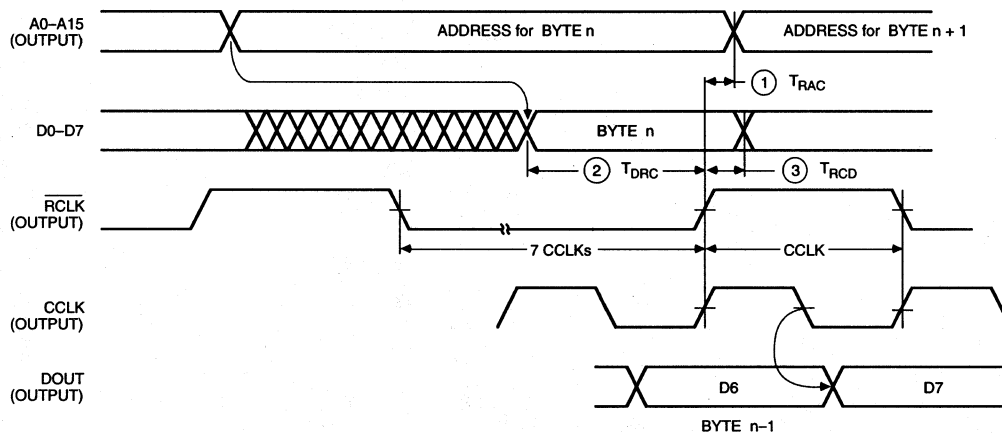 A0–A15
(OUTPUT)
ADDRESS for BYTE n
ADDRESS for BYTE n + 1
1 TRAC
D0–D7
BYTE n
2 TDRC
3 TRCD
RCLK
(OUTPUT)
7 CCLKs
CCLK
CCLK
(OUTPUT)
DOUT
(OUTPUT)
D6
D7
BYTE n–1